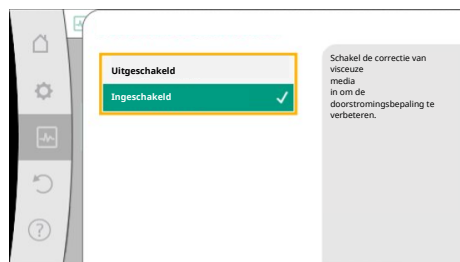 Uitgeschakeld
Ingeschakeld
Schakel de correctie van
visceuze
media
in om de
doorstromingsbepaling te
verbeteren.